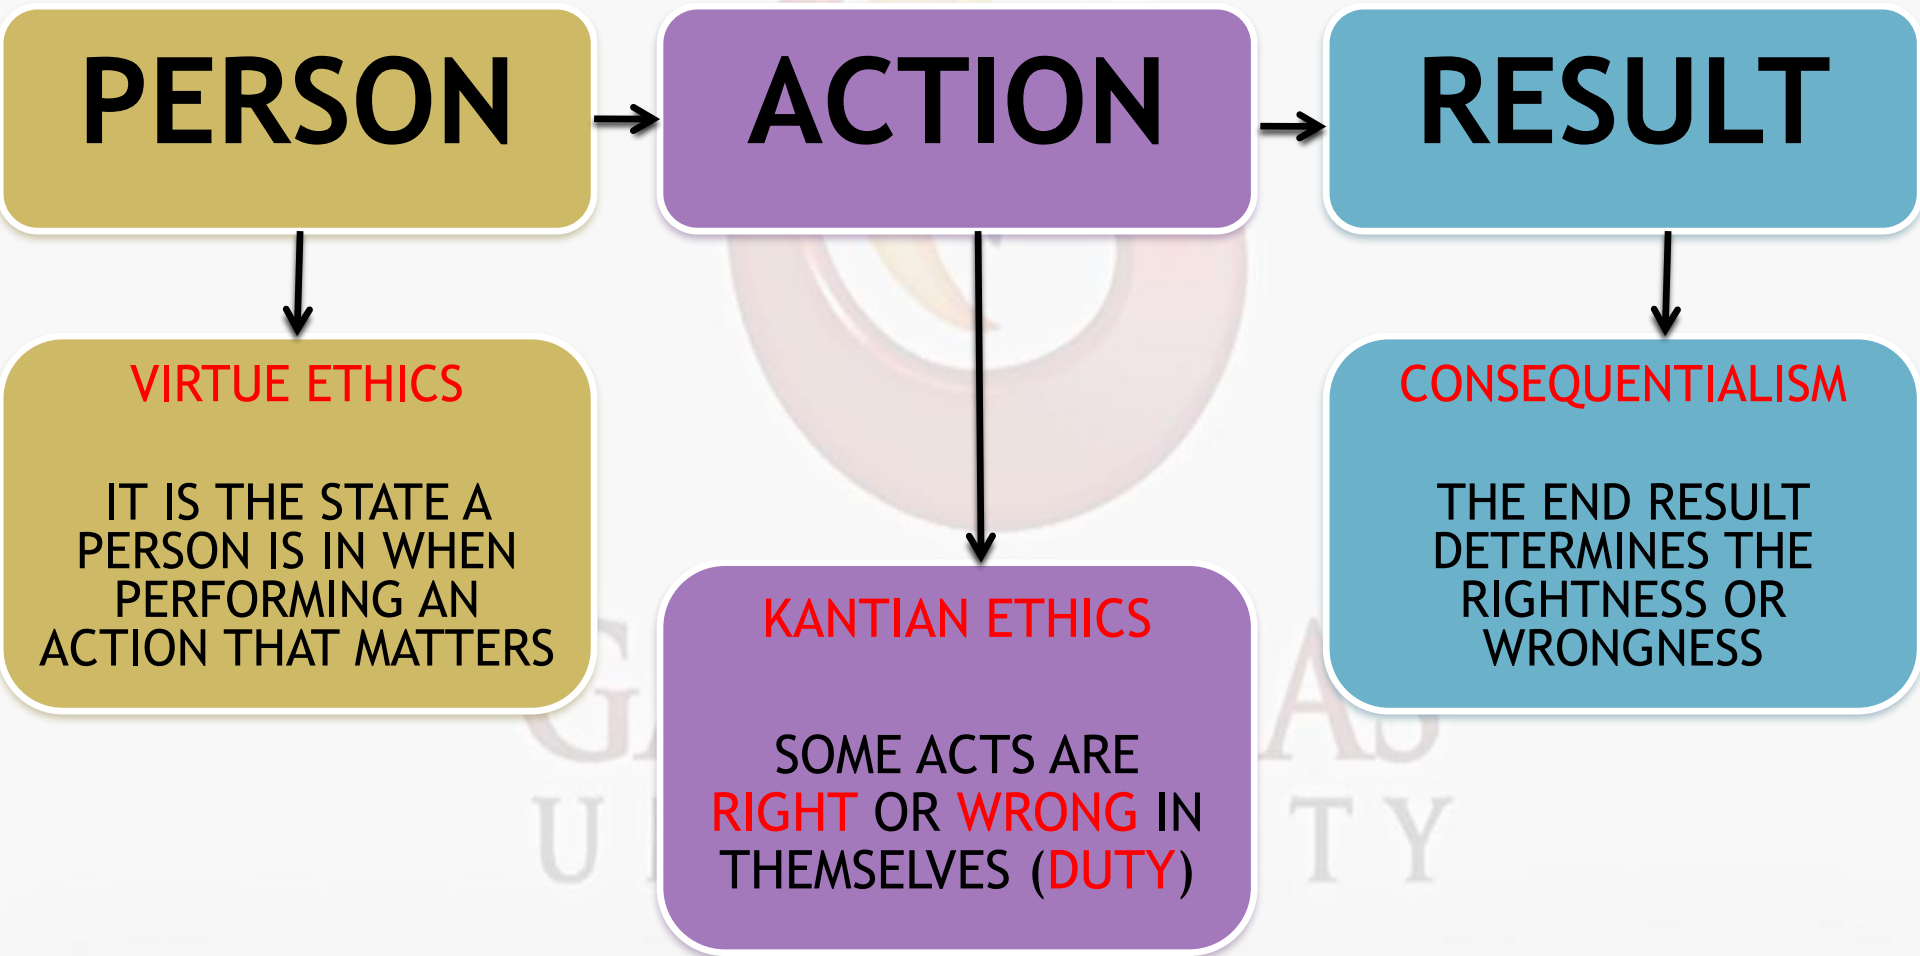 PERSON
ACTION
RESULT
VIRTUE ETHICS
IT IS THE STATE A
PERSON IS IN WHEN
PERFORMING AN
ACTION THAT MATTERS
KANTIAN ETHICS
SOME ACTS ARE
RIGHT OR WRONG IN
THEMSELVES (DUTY)
CONSEQUENTIALISM
THE END RESULT
DETERMINES THE
RIGHTNESS OR
WRONGNESS